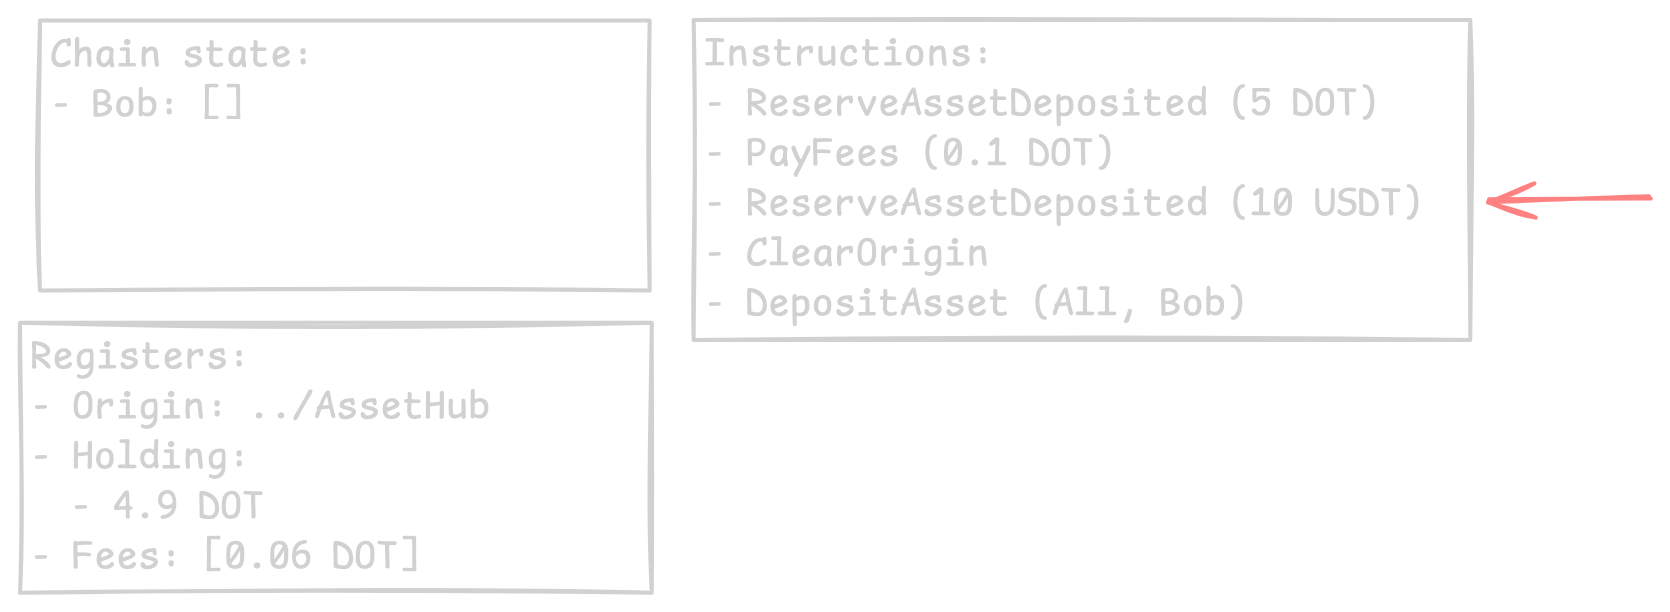 Chain state:
- Bob: []
Instructions:
- ReserveAssetDeposited (5 DOT)
- PayFees (0.1 DOT)
- ReserveAssetDeposited (10 USDT)
- ClearOrigin
- DepositAsset (All, Bob)
Registers:
- Origin: ../AssetHub
- Holding:
- 4.9 DOT
- Fees: [0.06 DOT]